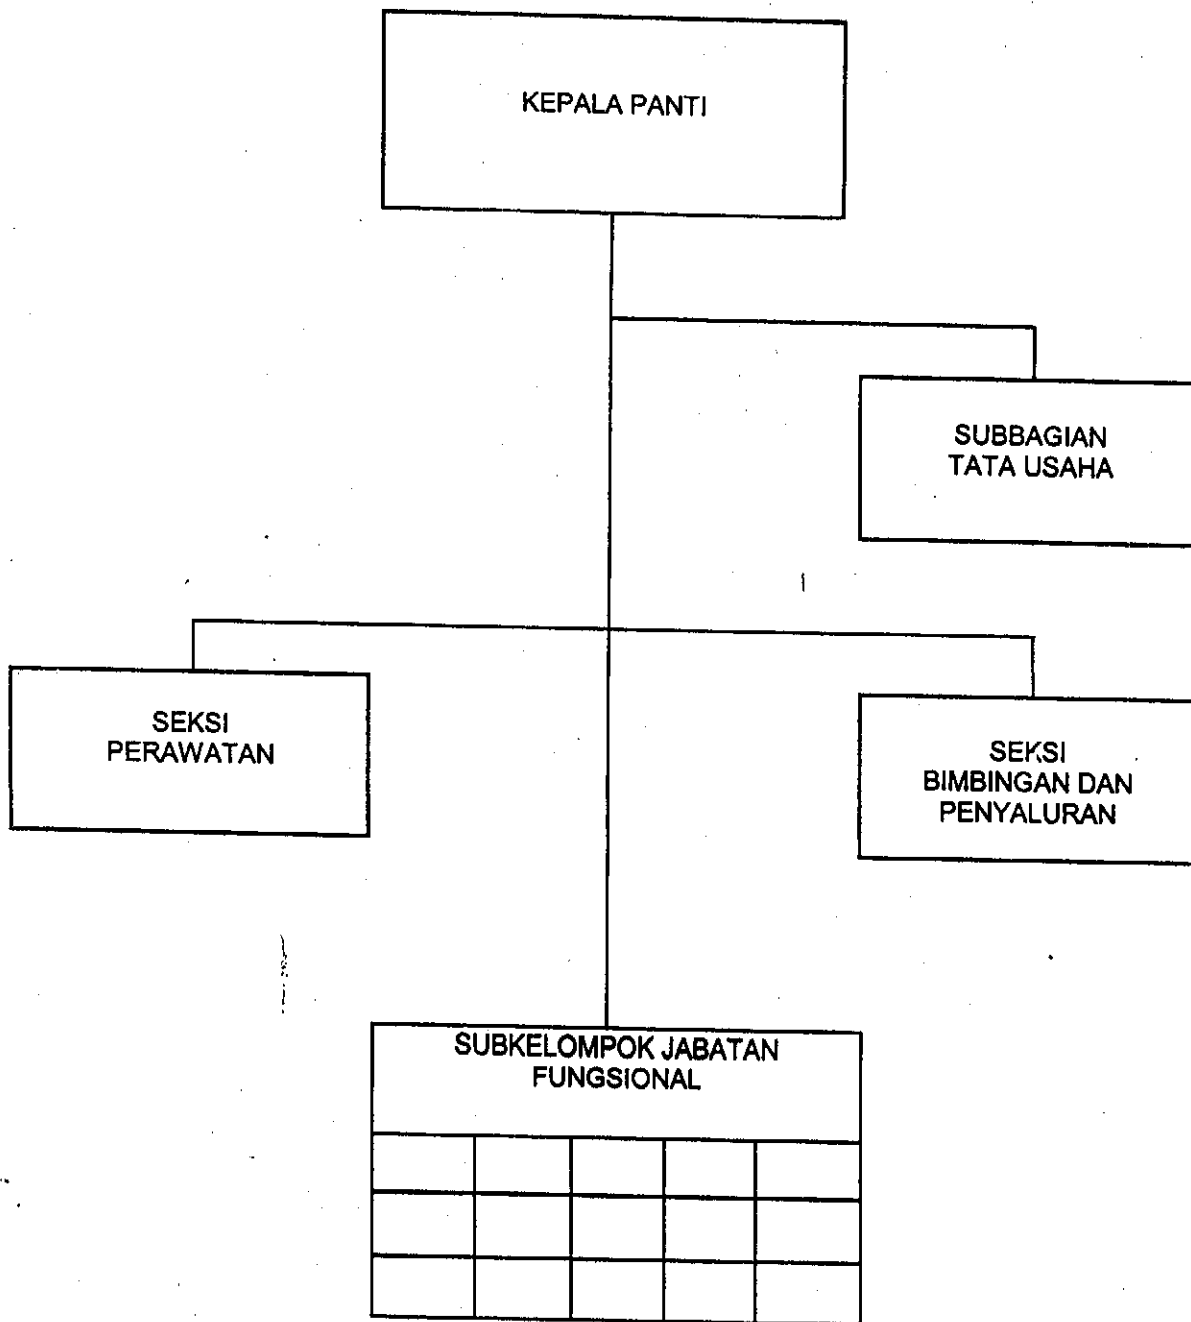 KEPALA PANTI
SUBBAGIAN
TATA USAHA
SEKSI
PERAWATAN
SEKSI
BIMBINGAN DAN
PENYALURAN
SUBKELOMPOK JABATAN
FUNGSIONAL